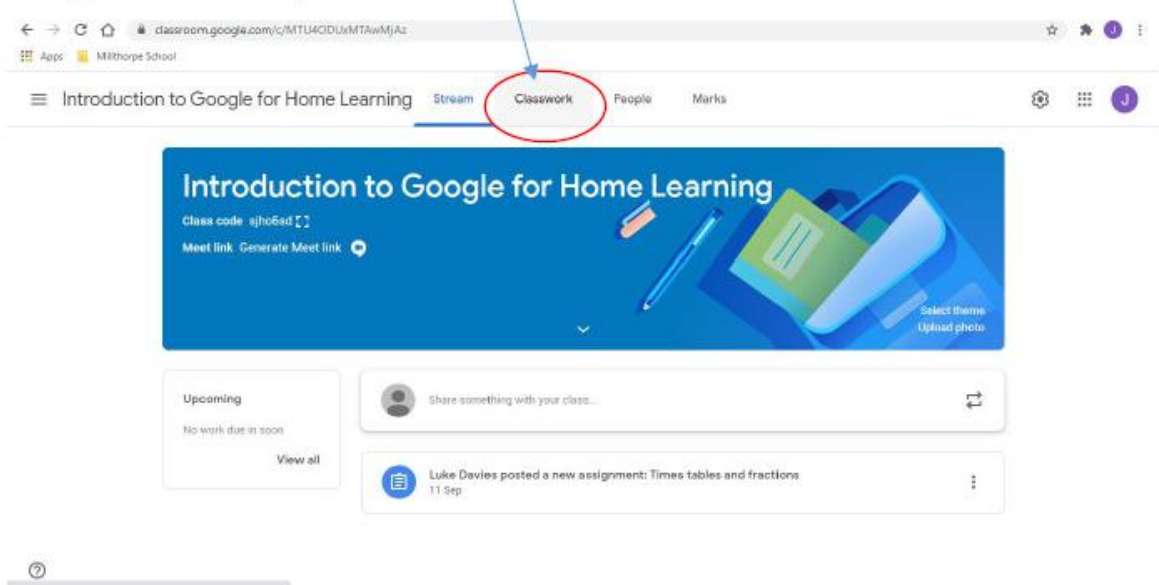 classroom.google.com/c/MTU4ODUxMTAwMjAz
Apps Millthorpe School
Introduction to Google for Home Learning Stream Classwork People Marks
J
Introduction to Google for Home Learning
Class code sjho6ad
Meet link Generate Meet link
Select theme
Upload photo
Upcoming
No work due in soon
View all
Share something with your class...
Luke Davies posted a new assignment: Times tables and fractions
11 Sep